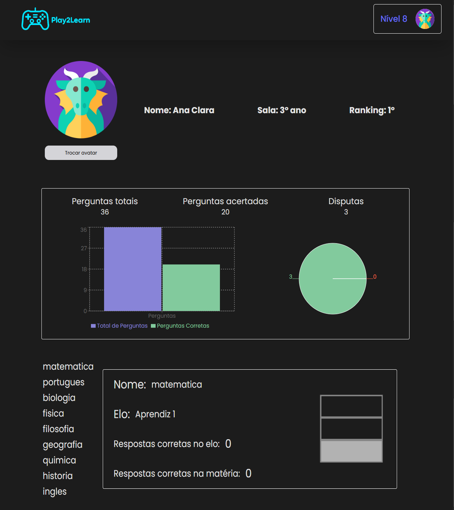 Play2Learn
Nível 8
Nome: Ana Clara
Sala: 3º ano
Ranking: 1º
Trocar avatar
Perguntas totais
36
Perguntas acertadas
20
Disputas
3
36
27
18
9
0
Perguntas
Total de Perguntas
Perguntas Corretas
3
0
matematica
portugues
biologia
fisica
filosofia
geografia
quimica
historia
ingles
Nome: matematica
Elo: Aprendiz 1
Respostas corretas no elo: 0
Respostas corretas na matéria: 0